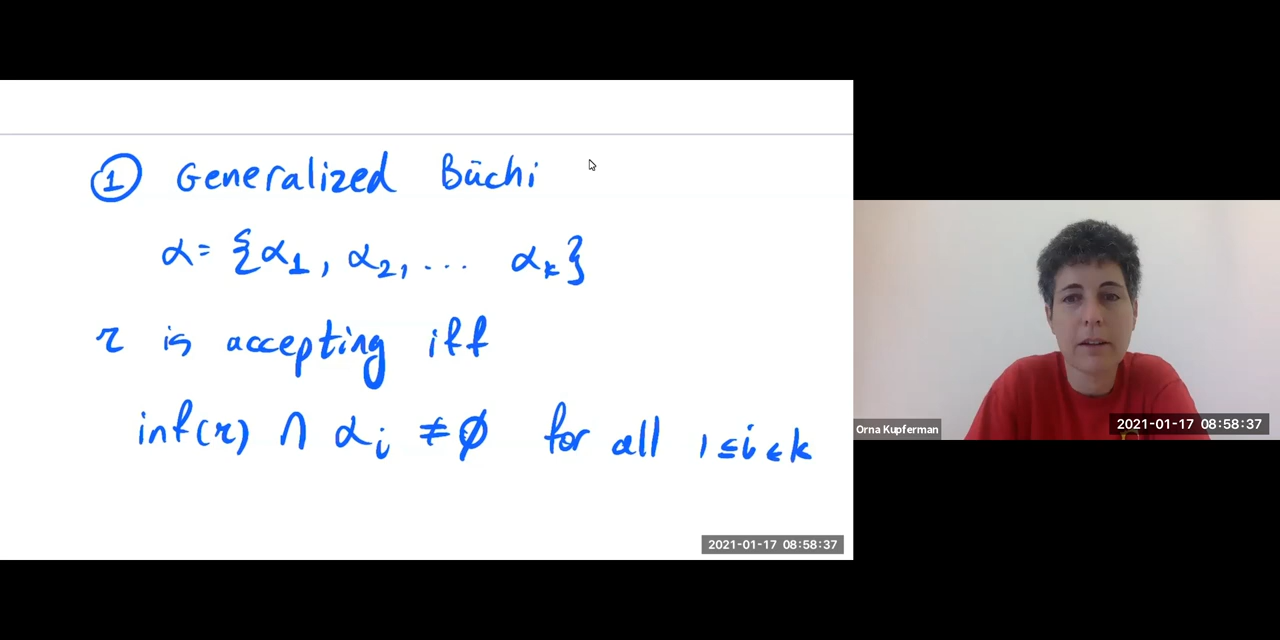 ① Generalized Büchi
α = {α1, α2, ... αk}
r is accepting iff
inf(r) ∩ αi ≠ ∅ for all 1≤i≤k
2021-01-17 08:58:37
Orna Kupferman
2021-01-17 08:58:37